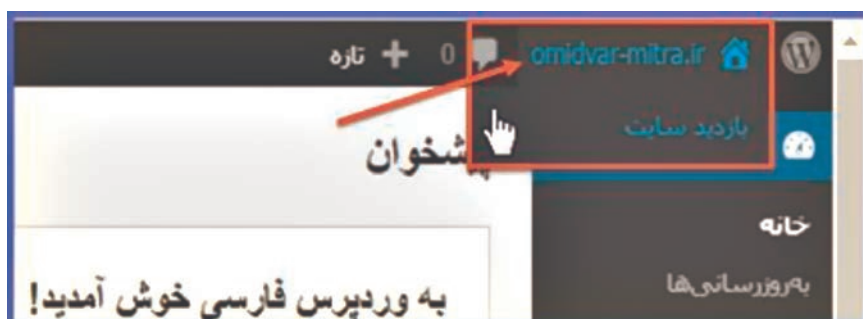 omidvar-mitra.ir 0 تازه
بازدید سایت
پیشخوان
خانه
به‌روزرسانی‌ها
به وردپرس فارسی خوش آمدید!